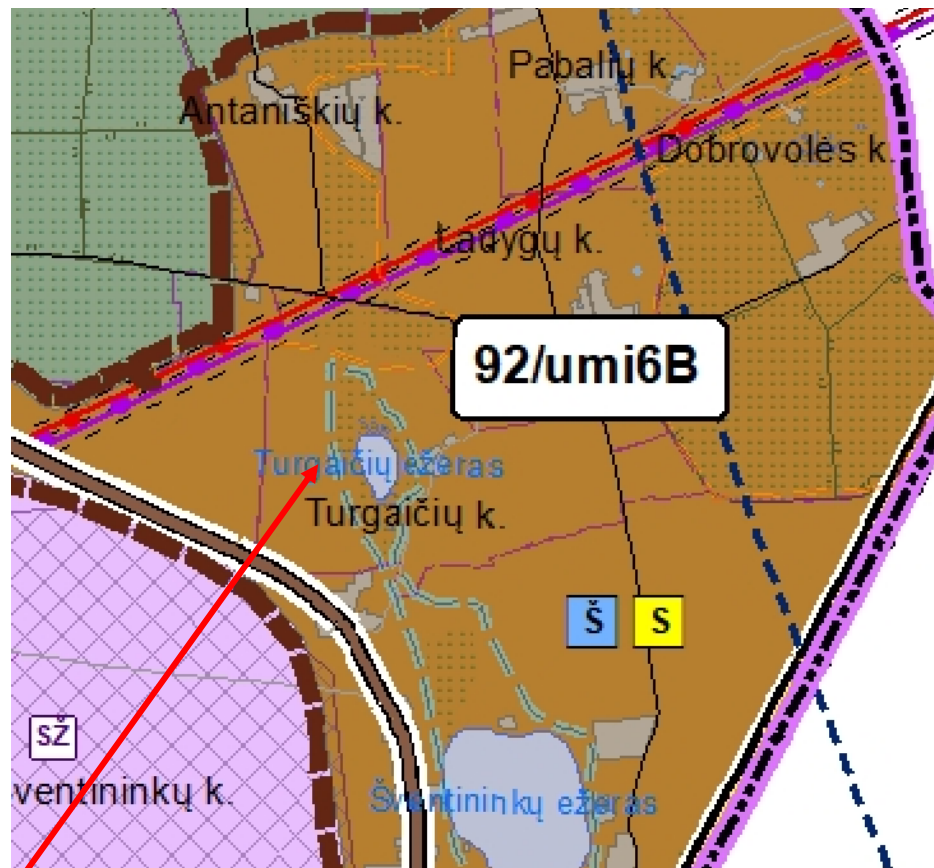 Pabalių k.
Antaniškių k.
Dobrovolės k.
Ladygų k.
92/umi6B
Turgaičių ežeras
Turgaičių k.
Š
S
SŽ
ventininkų k.
Šventininkų ežeras